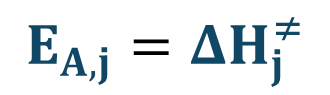 E_{A,j} = ΔH_j^≠